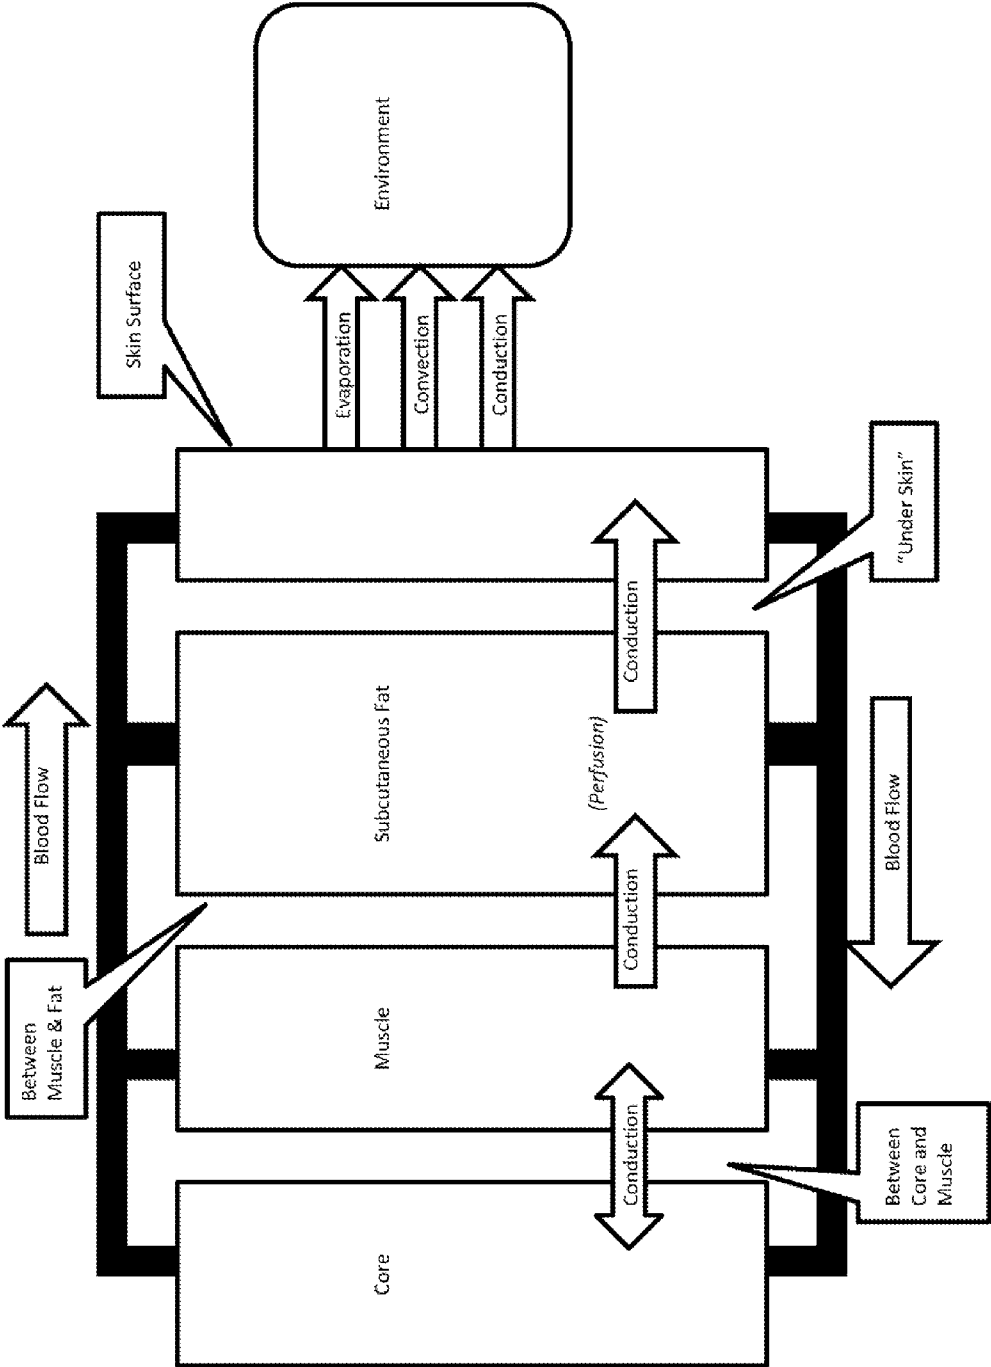 Between
Muscle & Fat
Blood Flow
Skin Surface
Core
Muscle
Subcutaneous Fat
Environment
Evaporation
Convection
Conduction
(Perfusion)
Conduction
Conduction
Conduction
Between
Core and
Muscle
Blood Flow
“Under Skin”